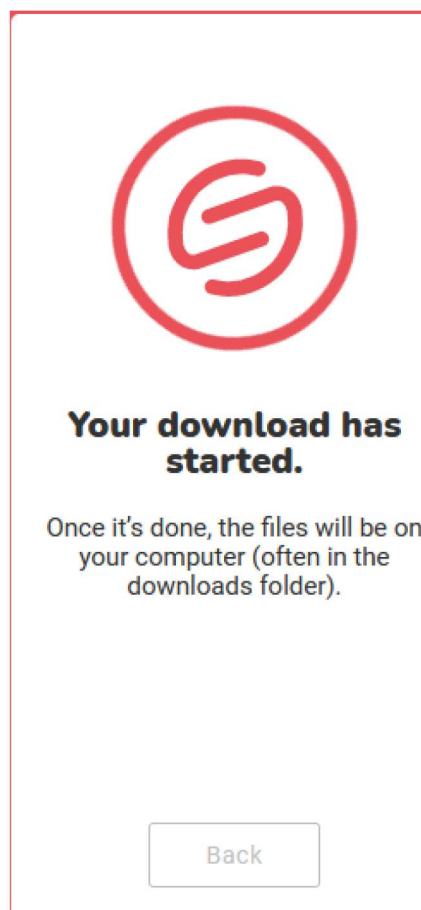 Your download has
started.
Once it’s done, the files will be on
your computer (often in the
downloads folder).
Back